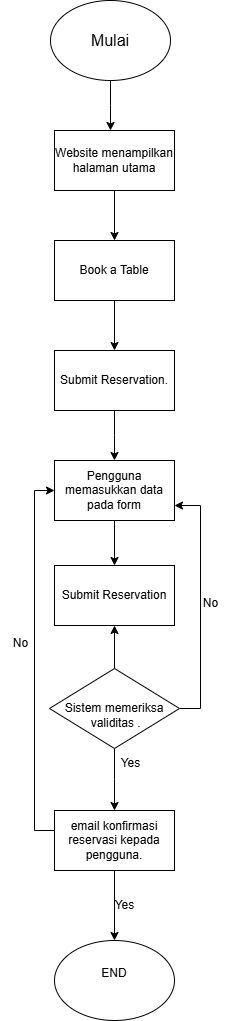 Mulai
Website menampilkan
halaman utama
Book a Table
Submit Reservation.
Pengguna
memasukkan data
pada form
Submit Reservation
No
No
Sistem memeriksa
validitas .
Yes
email konfirmasi
reservasi kepada
pengguna.
Yes
END